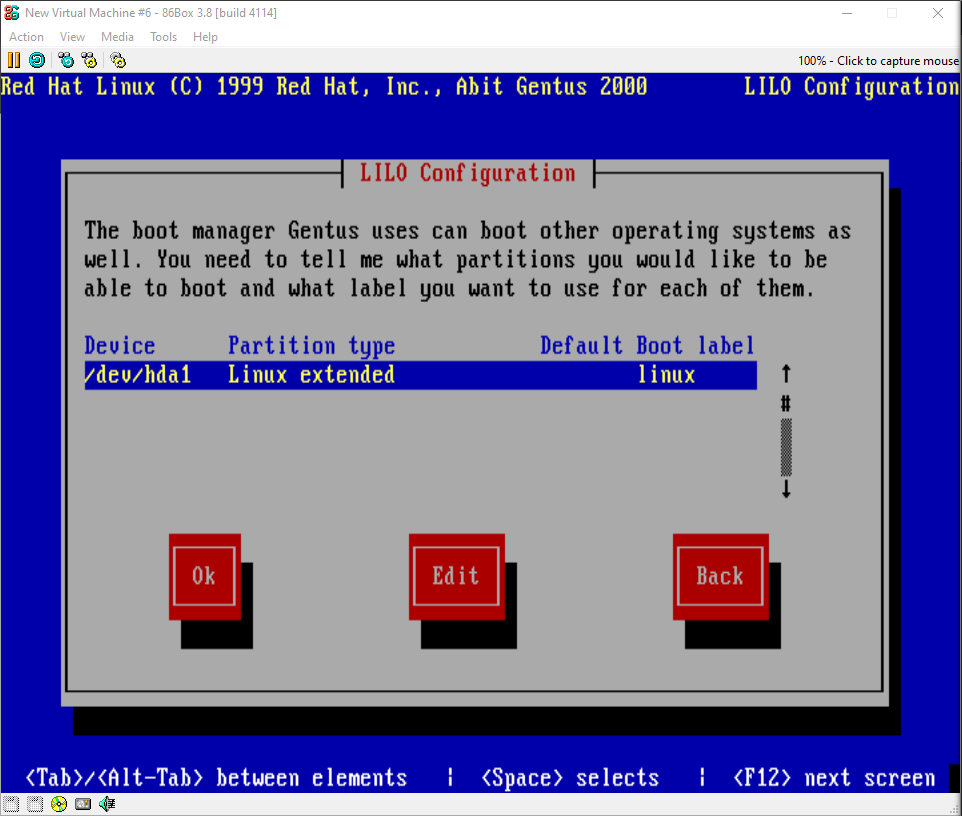 New Virtual Machine #6 - 86Box 3.8 [build 4114]
Action View Media Tools Help
100% - Click to capture mouse
Red Hat Linux (C) 1999 Red Hat, Inc., Abit Gentus 2000 LILO Configuration
LILO Configuration
The boot manager Gentus uses can boot other operating systems as
well. You need to tell me what partitions you would like to be
able to boot and what label you want to use for each of them.
Device Partition type Default Boot label
/dev/hda1 Linux extended linux
#
Ok Edit Back
<Tab>/<Alt-Tab> between elements | <Space> selects | <F12> next screen